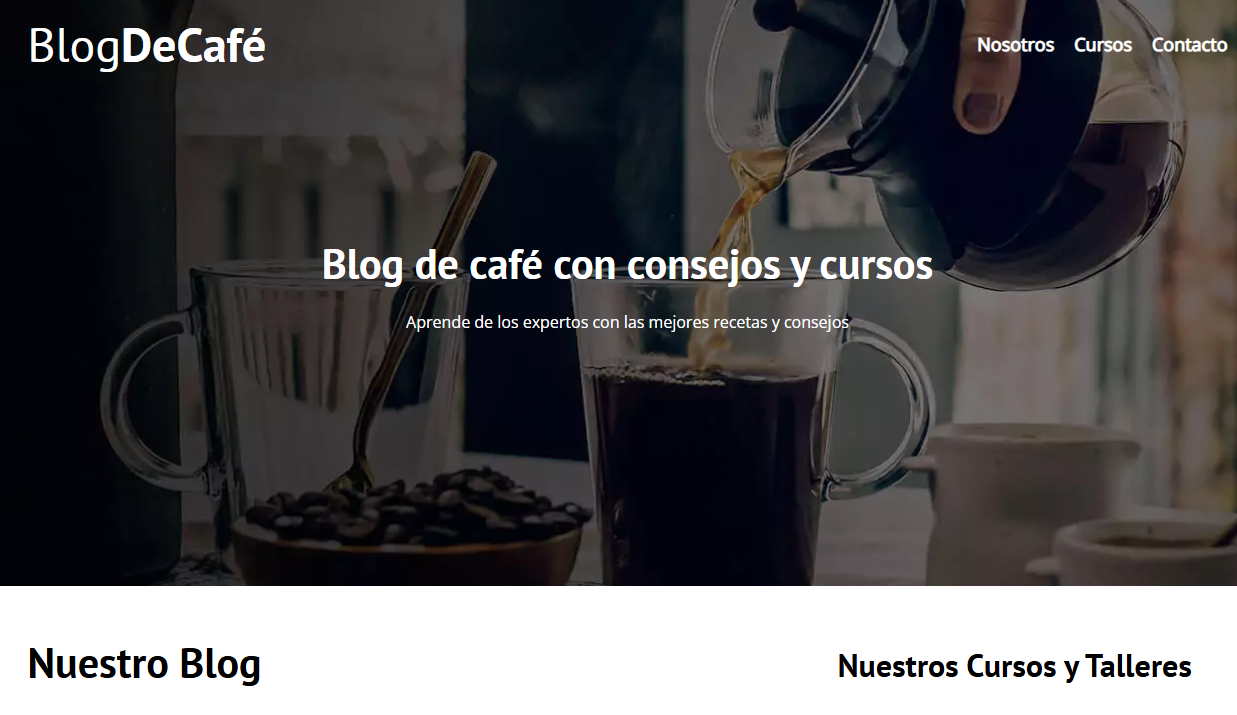 BlogDeCafé
Nosotros Cursos Contacto
Blog de café con consejos y cursos
Aprende de los expertos con las mejores recetas y consejos
Nuestro Blog
Nuestros Cursos y Talleres